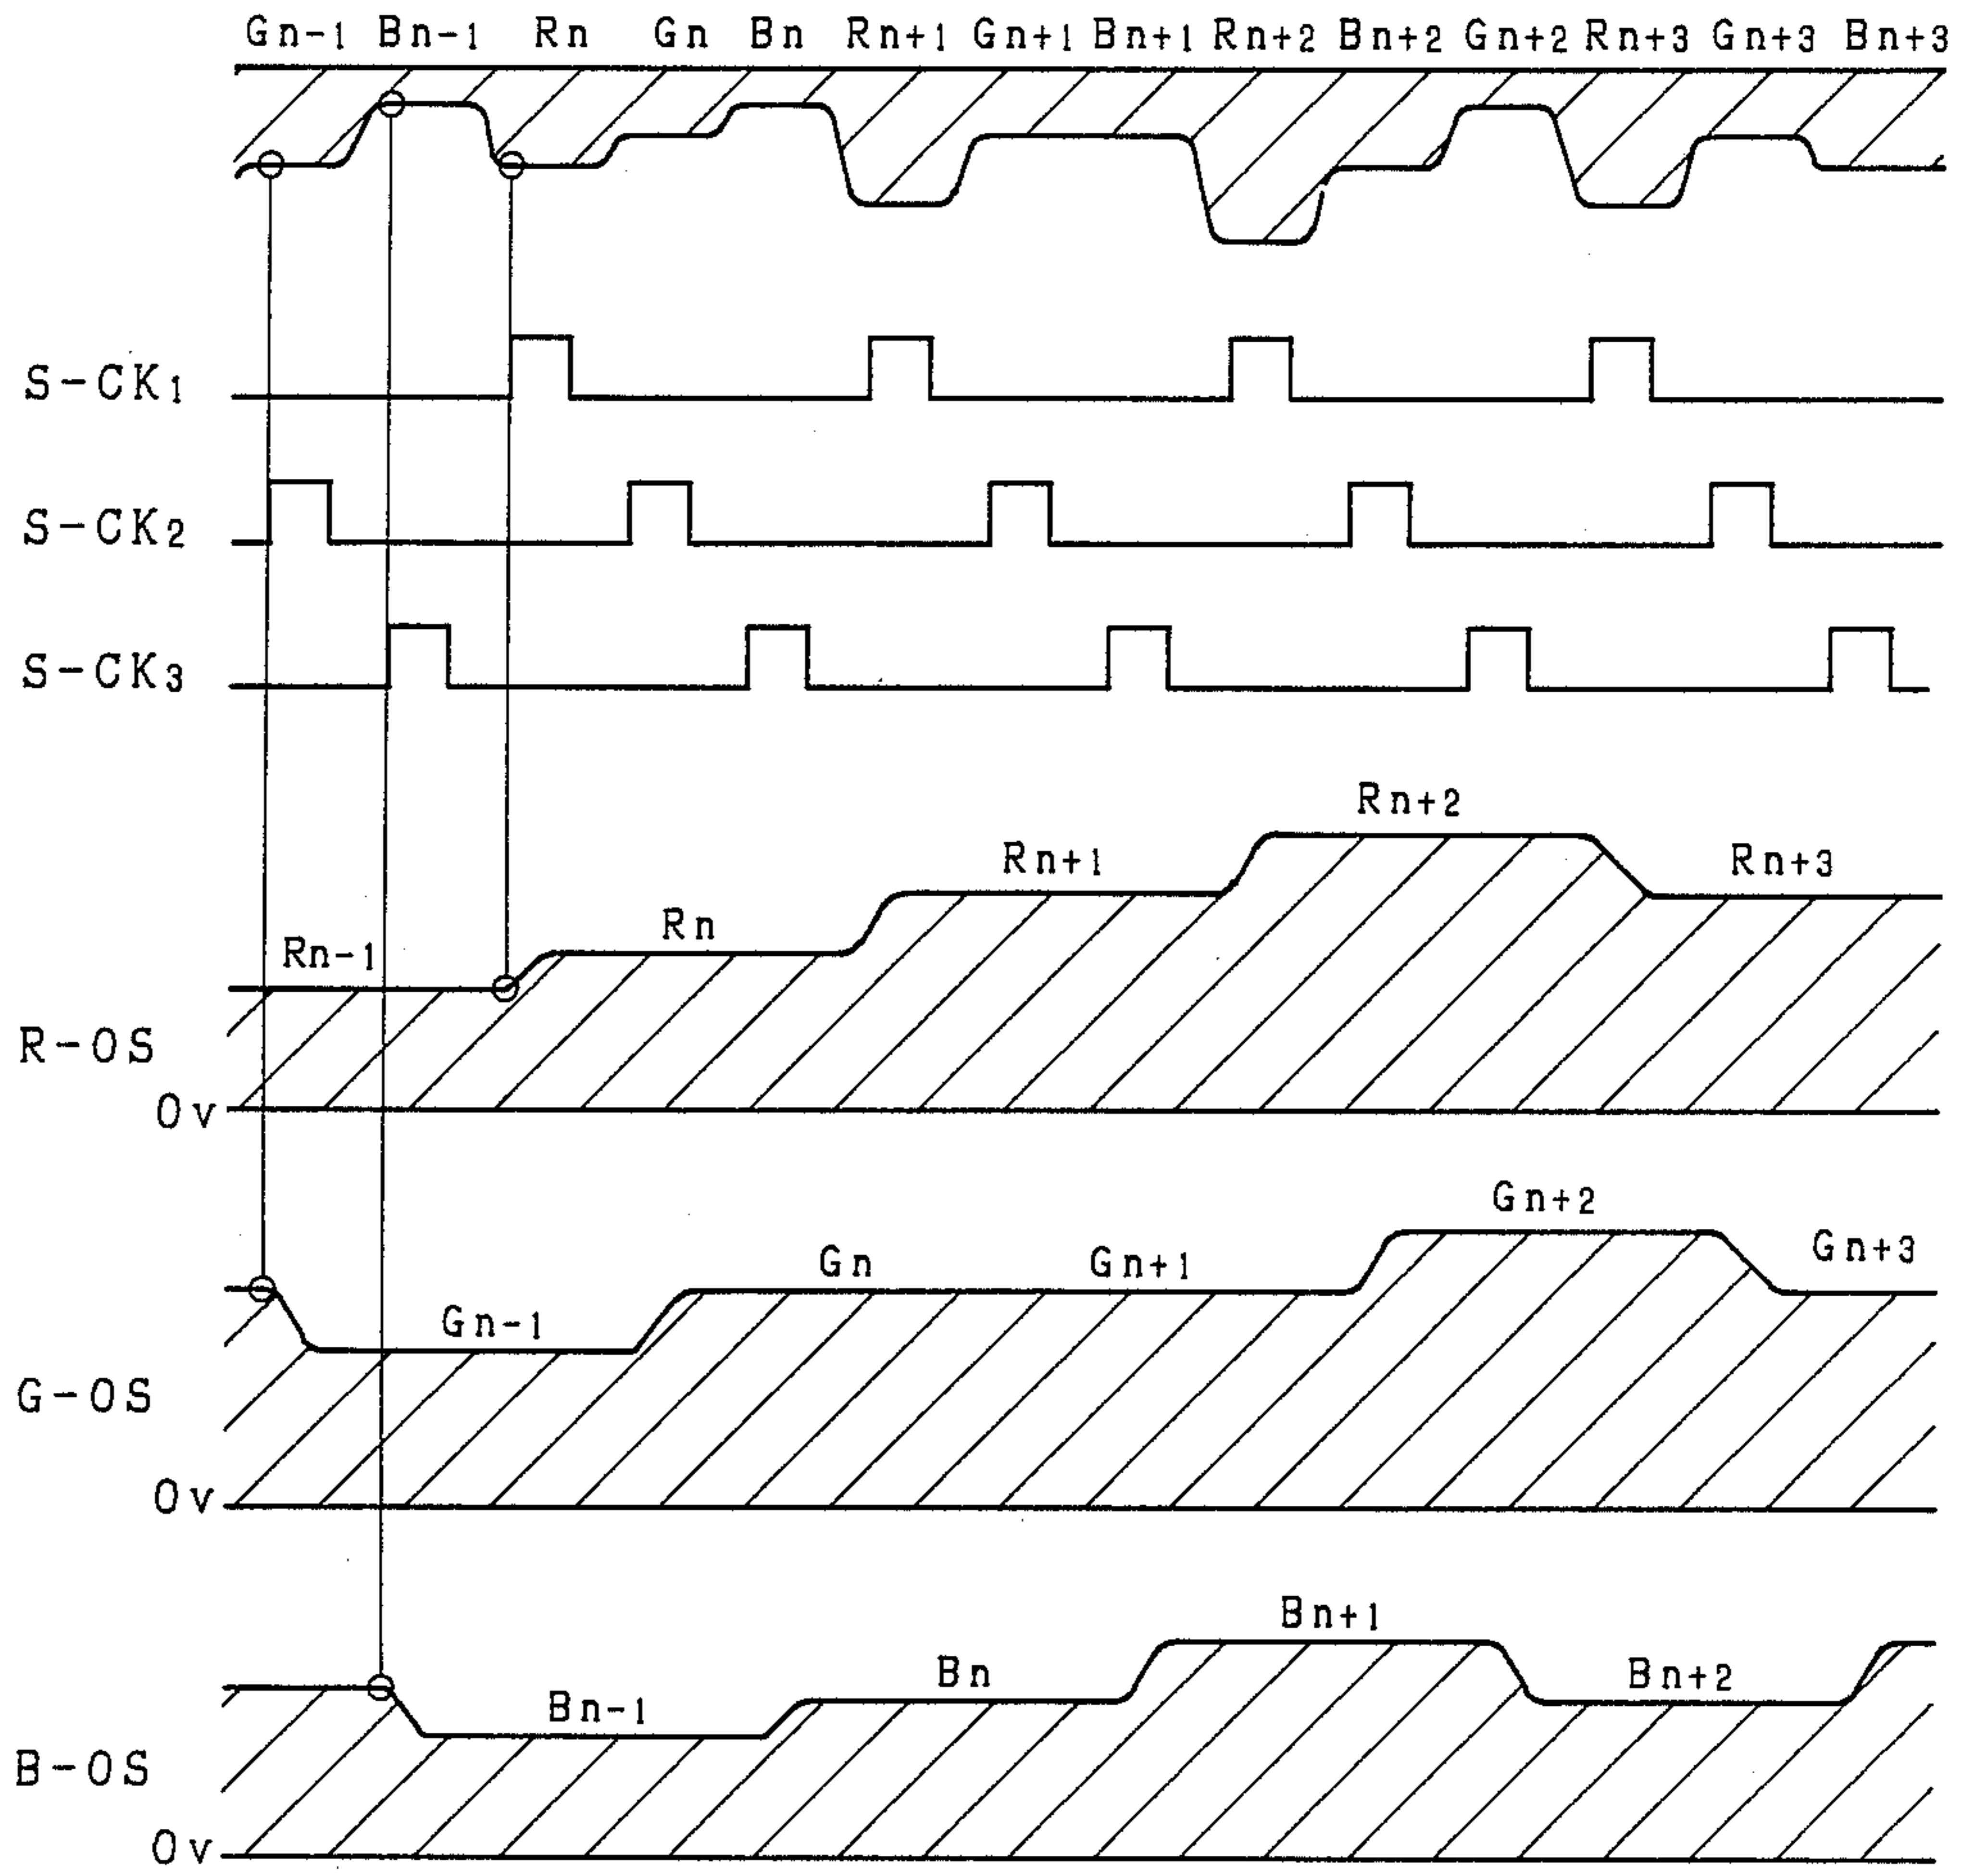 Gn-1 Bn-1 Rn Gn Bn Rn+1 Gn+1 Bn+1 Rn+2 Bn+2 Gn+2 Rn+3 Gn+3 Bn+3
S-CK1
S-CK2
S-CK3
Rn-1 Rn Rn+1 Rn+2 Rn+3
R-OS
0v
Gn-1 Gn Gn+1 Gn+2 Gn+3
G-OS
0v
Bn-1 Bn Bn+1 Bn+2
B-OS
0v